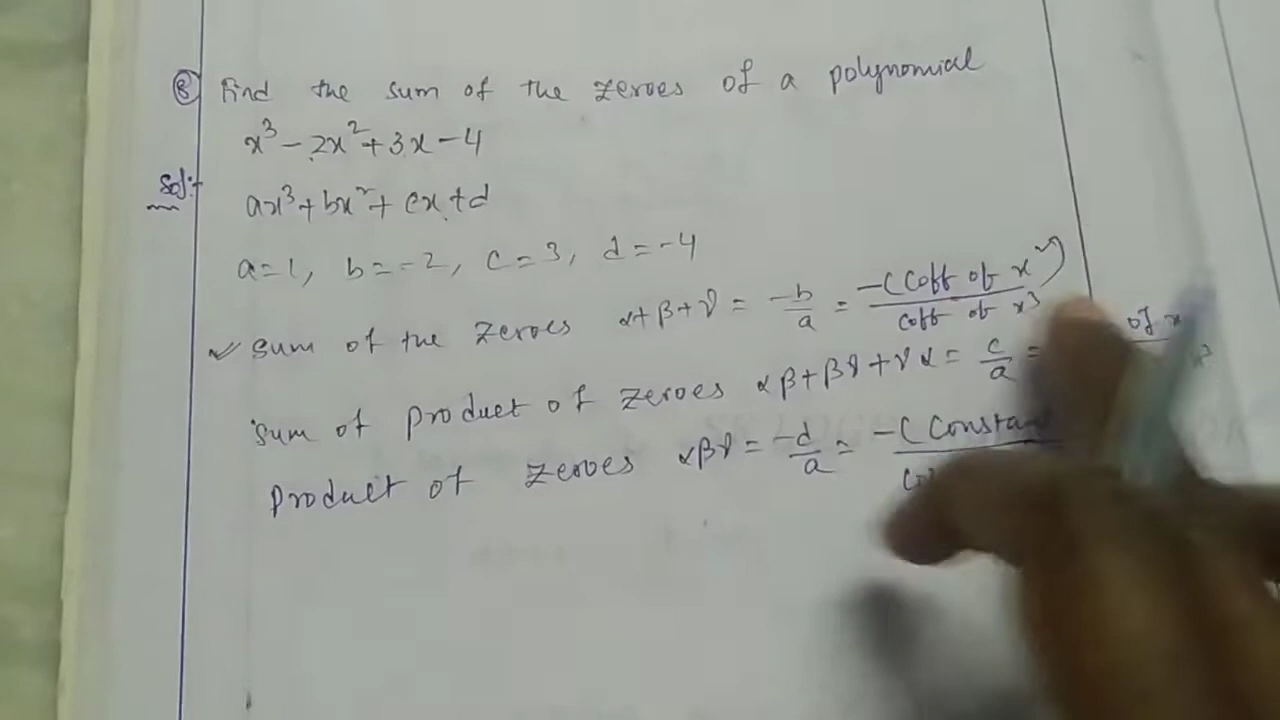 ⑧ Find the sum of the zeroes of a polynomial
x³ - 2x² + 3x - 4
Sol:-
ax³ + bx² + cx + d
a=1, b=-2, c=3, d=-4
✓ Sum of the zeroes α+β+γ = -b/a = -(Coff of x²)/coff of x³
Sum of product of zeroes αβ+βγ+γα = c/a = of x
Product of zeroes αβγ = -d/a = -(Constan